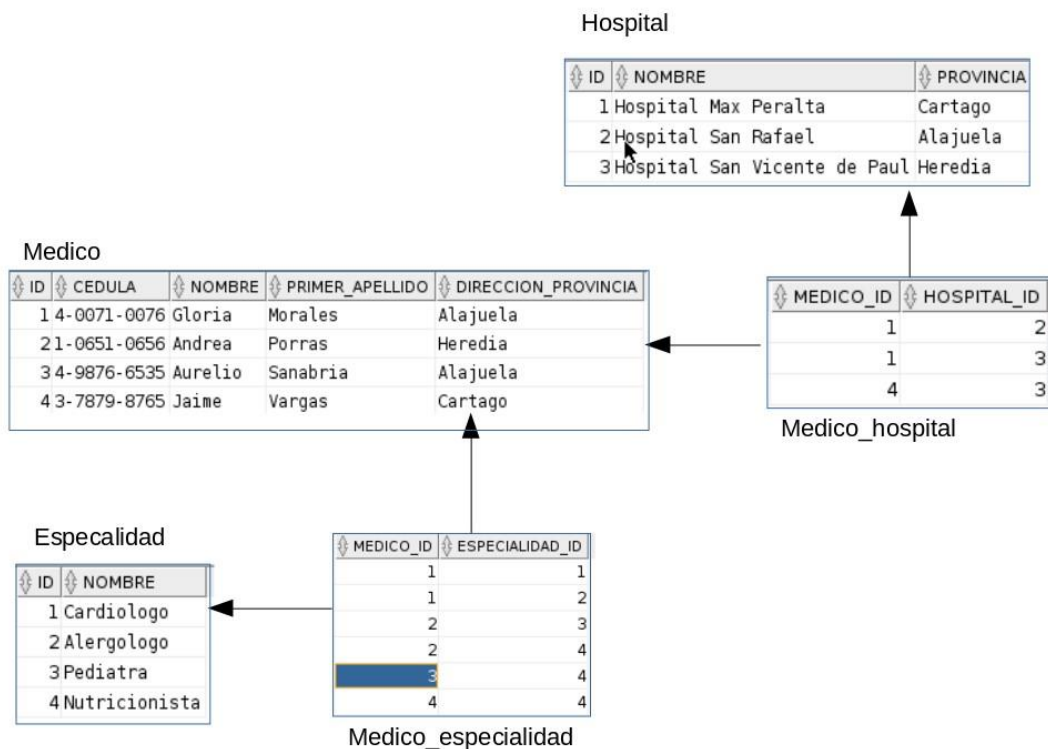 Hospital
ID NOMBRE PROVINCIA
1 Hospital Max Peralta Cartago
2 Hospital San Rafael Alajuela
3 Hospital San Vicente de Paul Heredia
Medico
ID CEDULA NOMBRE PRIMER_APELLIDO DIRECCION_PROVINCIA
1 4-0071-0076 Gloria Morales Alajuela
2 1-0651-0656 Andrea Porras Heredia
3 4-9876-6535 Aurelio Sanabria Alajuela
4 3-7879-8765 Jaime Vargas Cartago
MEDICO_ID HOSPITAL_ID
1 2
1 3
4 3
Medico_hospital
Especalidad
ID NOMBRE
1 Cardiologo
2 Alergologo
3 Pediatra
4 Nutricionista
MEDICO_ID ESPECIALIDAD_ID
1 1
1 2
2 3
2 4
3 4
4 4
Medico_especialidad